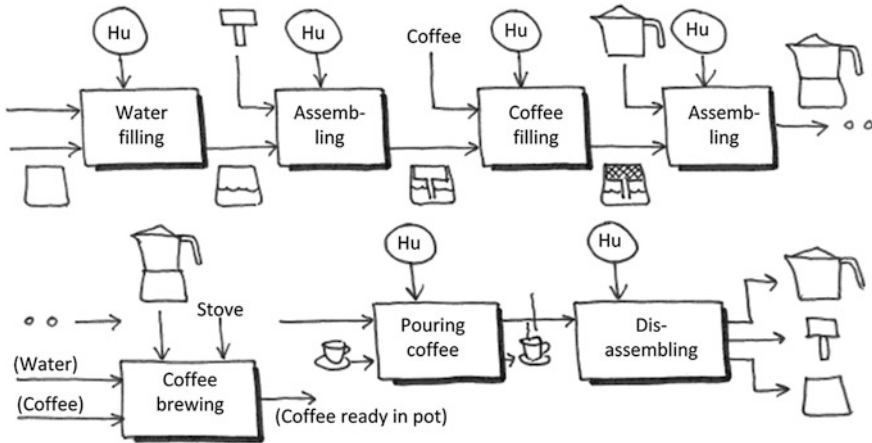 Hu
Hu
Hu
Hu
Coffee
Water
filling
Assemb-
ling
Coffee
filling
Assemb-
ling
Hu
Hu
Stove
Pouring
coffee
Dis-
assembling
(Water)
(Coffee)
Coffee
brewing
(Coffee ready in pot)